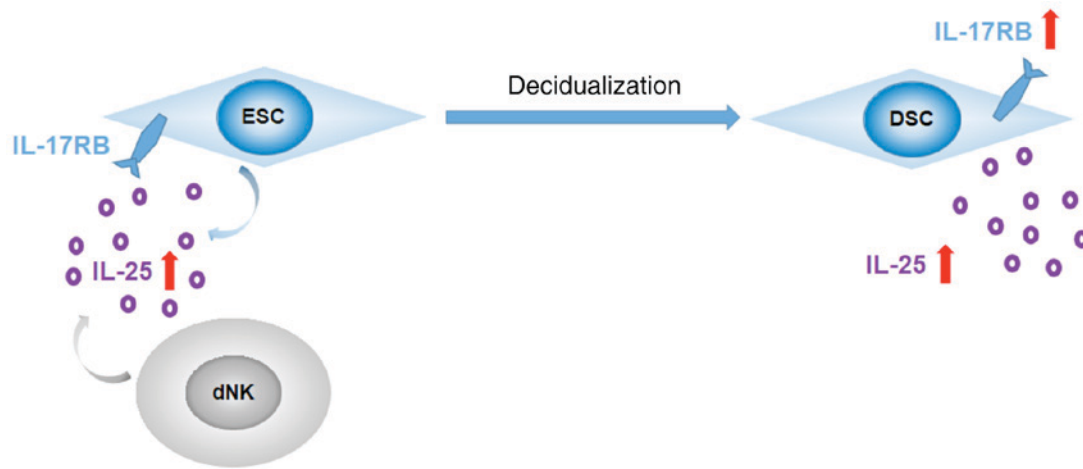 IL-17RB
Decidualization
ESC
DSC
IL-17RB
IL-25
IL-25
dNK